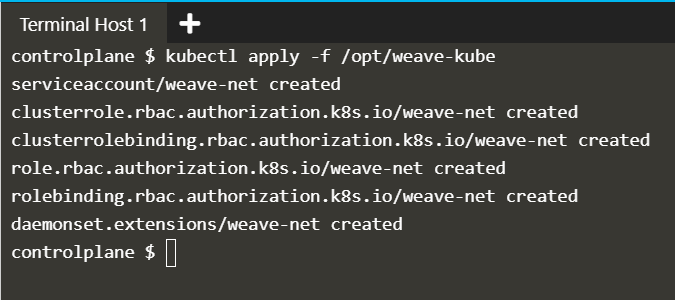 Terminal Host 1 +
controlplane $ kubectl apply -f /opt/weave-kube
serviceaccount/weave-net created
clusterrole.rbac.authorization.k8s.io/weave-net created
clusterrolebinding.rbac.authorization.k8s.io/weave-net created
role.rbac.authorization.k8s.io/weave-net created
rolebinding.rbac.authorization.k8s.io/weave-net created
daemonset.extensions/weave-net created
controlplane $